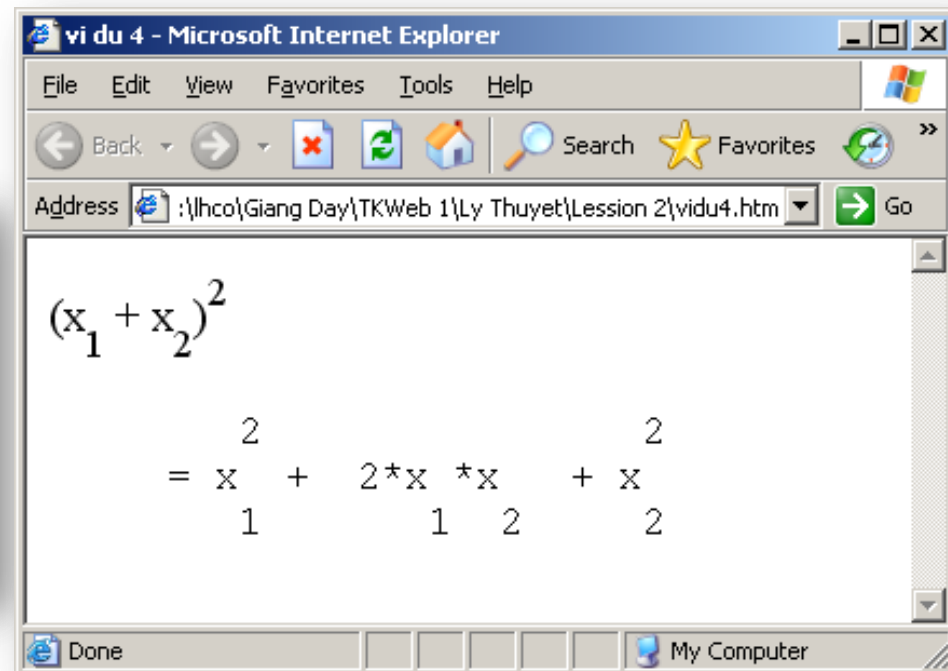 vi du 4 - Microsoft Internet Explorer
File Edit View Favorites Tools Help
Back Search Favorites »
Address :\lhco\Giang Day\TKWeb 1\Ly Thuyet\Lession 2\vidu4.htm Go
(x₁ + x₂)²
2 2
= x + 2*x *x + x
1 1 2 2
Done My Computer